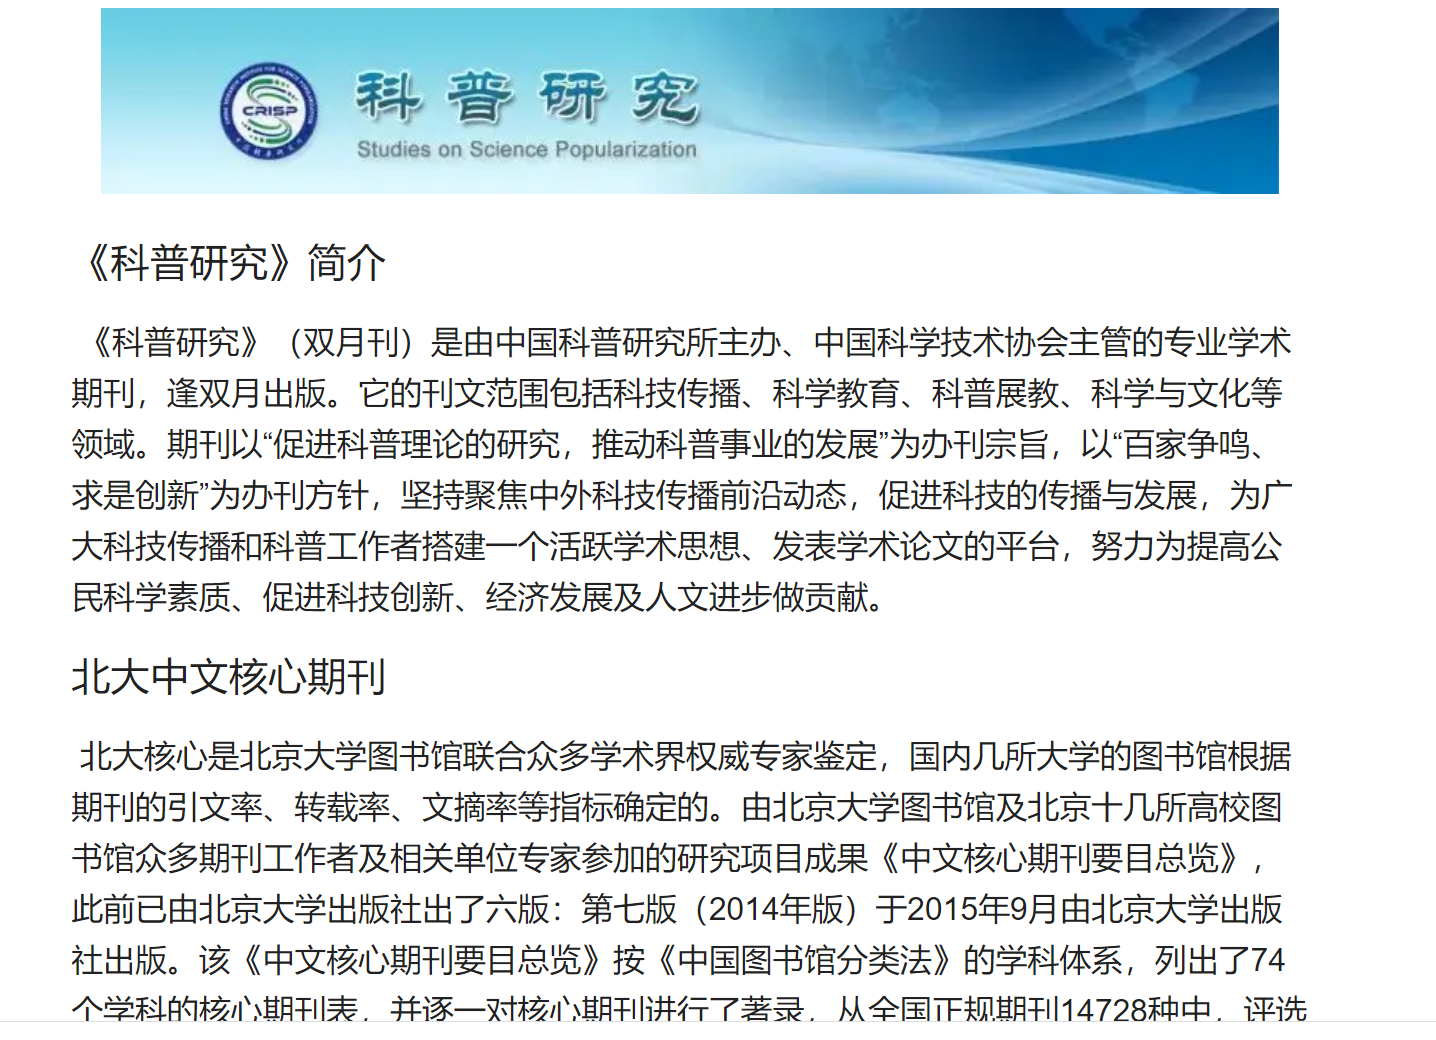 CRISP
科普研究
Studies on Science Popularization
《科普研究》简介
《科普研究》（双月刊）是由中国科普研究所主办、中国科学技术协会主管的专业学术
期刊，逢双月出版。它的刊文范围包括科技传播、科学教育、科普展教、科学与文化等
领域。期刊以“促进科普理论的研究，推动科普事业的发展”为办刊宗旨，以“百家争鸣、
求是创新”为办刊方针，坚持聚焦中外科技传播前沿动态，促进科技的传播与发展，为广
大科技传播和科普工作者搭建一个活跃学术思想、发表学术论文的平台，努力为提高公
民科学素质、促进科技创新、经济发展及人文进步做贡献。
北大中文核心期刊
北大核心是北京大学图书馆联合众多学术界权威专家鉴定，国内几所大学的图书馆根据
期刊的引文率、转载率、文摘率等指标确定的。由北京大学图书馆及北京十几所高校图
书馆众多期刊工作者及相关单位专家参加的研究项目成果《中文核心期刊要目总览》，
此前已由北京大学出版社出了六版：第七版（2014年版）于2015年9月由北京大学出版
社出版。该《中文核心期刊要目总览》按《中国图书馆分类法》的学科体系，列出了74
个学科的核心期刊表，并逐一对核心期刊进行了著录，从全国正规期刊14728种中，评选